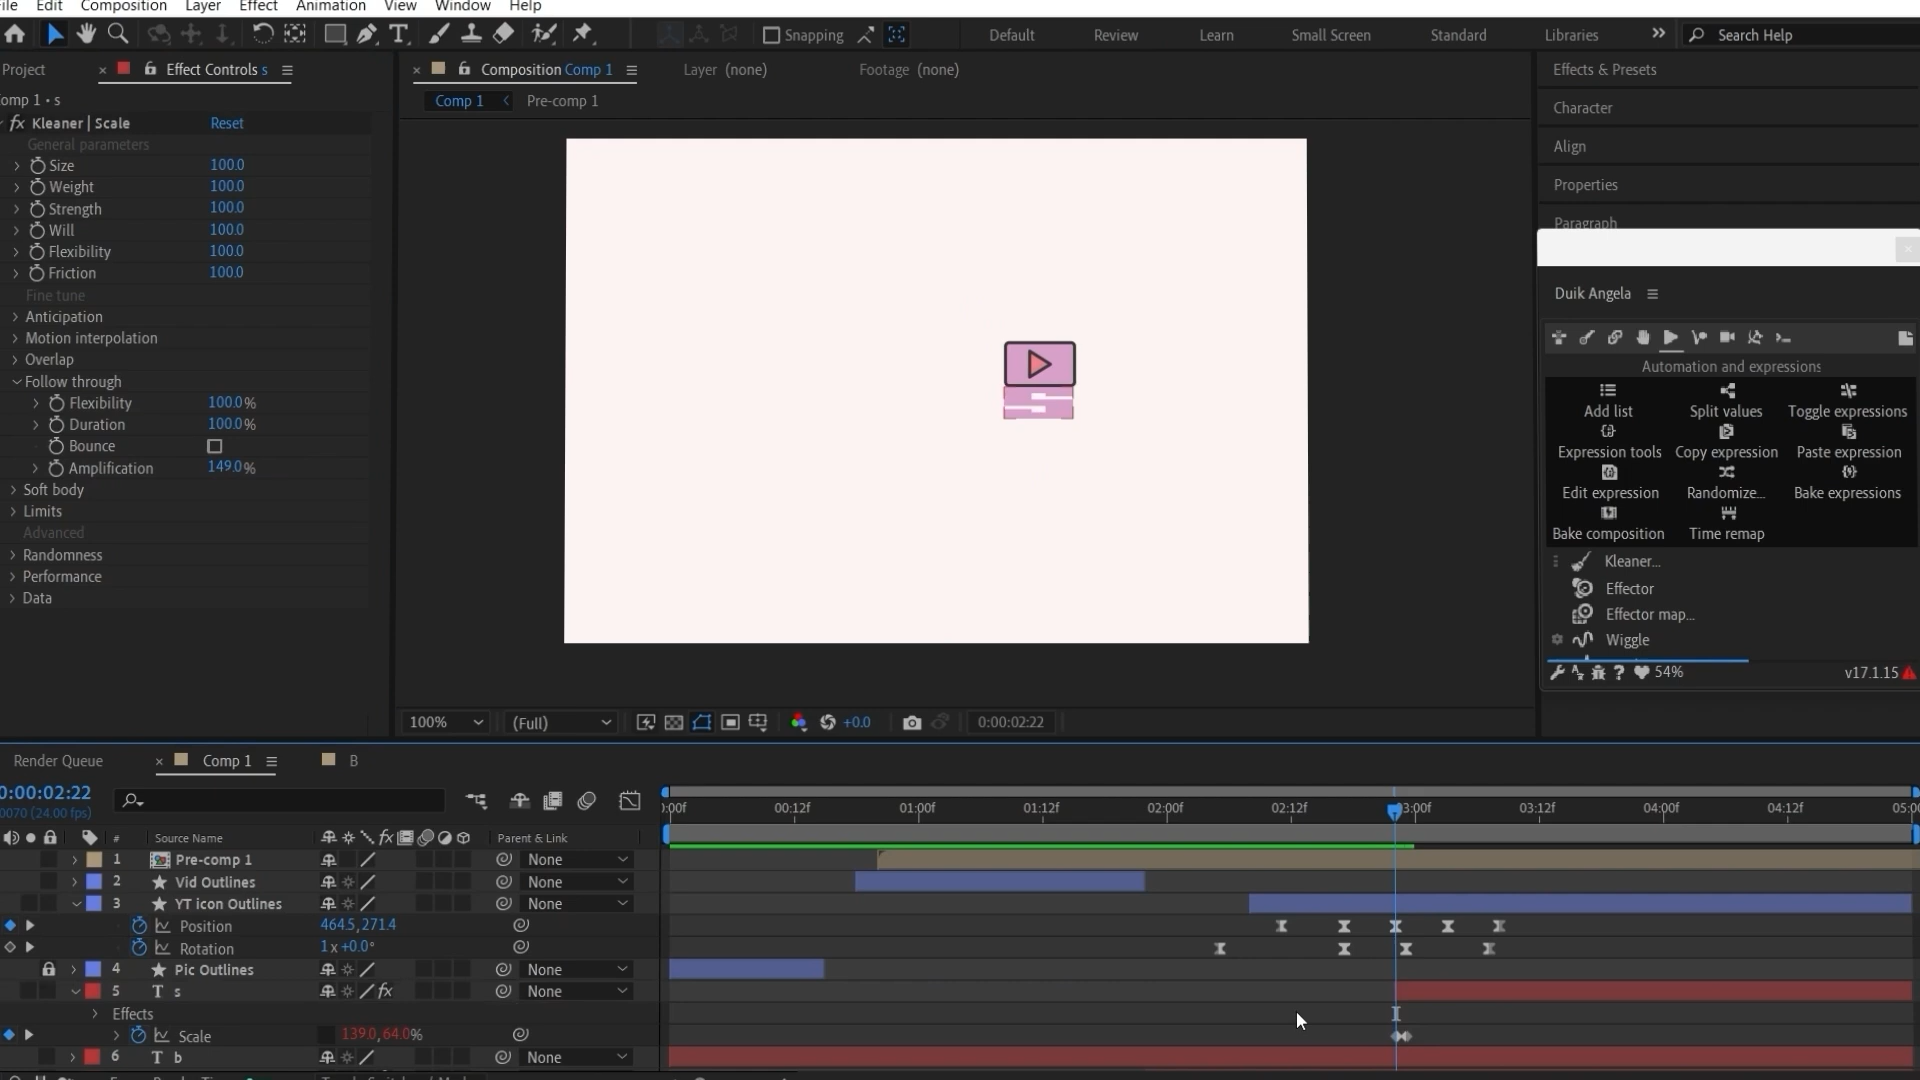 ile Edit Composition Layer Effect Animation View Window Help
Snapping Default Review Learn Small Screen Standard Libraries Search Help
Project Effect Controls s
Composition Comp 1 Layer (none) Footage (none)
Effects & Presets
omp 1 • s
Comp 1 Pre-comp 1
Character
fx Kleaner | Scale Reset
General parameters
Align
Size 100.0
Weight 100.0
Properties
Strength 100.0
Paragraph
Will 100.0
Flexibility 100.0
Friction 100.0
Fine tune
Duik Angela
Anticipation
Motion interpolation
Overlap
Automation and expressions
Follow through
Flexibility 100.0%
Add list Split values Toggle expressions
Duration 100.0%
Bounce
Expression tools Copy expression Paste expression
Amplification 149.0%
Soft body
Edit expression Randomize... Bake expressions
Limits
Advanced
Bake composition Time remap
Randomness
Kleaner...
Performance
Effector
Data
Effector map...
Wiggle
54% v17.1.15
100% (Full) +0.0 0:00:02:22
Render Queue Comp 1 B
0:00:02:22
0070 (24.00 fps)
):00f 00:12f 01:00f 01:12f 02:00f 02:12f 03:00f 03:12f 04:00f 04:12f 05:00
# Source Name fx Parent & Link
1 Pre-comp 1 None
2 Vid Outlines None
3 YT icon Outlines None
Position 464.5,271.4
Rotation 1x+0.0°
4 Pic Outlines None
5 T s fx None
Effects
Scale 139.0,64.0%
6 T b None